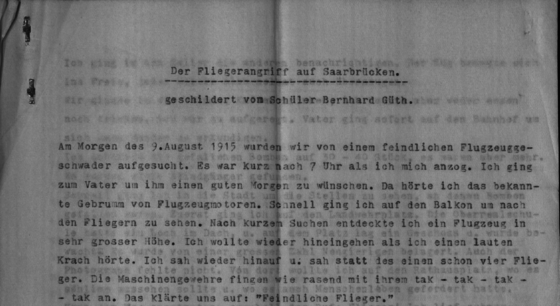 Der Fliegerangriff auf Saarbrücken.
geschildert von Schüler Bernhard Güth.
Am Morgen des 9.August 1915 wurden wir von einem feindlichen Flugzeugge-
schwader aufgesucht. Es war kurz nach 7 Uhr als ich mich anzog. Ich ging
zum Vater um ihm einen guten Morgen zu wünschen. Da hörte ich das bekann-
te Gebrumm von Flugzeugmotoren. Schnell ging ich auf den Balkon um nach
den Fliegern zu sehen. Nach kurzem Suchen entdeckte ich ein Flugzeug in
sehr grosser Höhe. Ich wollte wieder hineingehen als ich einen lauten
Krach hörte. Ich sah wieder hinauf u. sah statt des einen schon vier Flie-
ger. Die Maschinengewehre fingen wie rasend mit ihrem tak - tak - tak -
- tak an. Das klärte uns auf: "Feindliche Flieger."